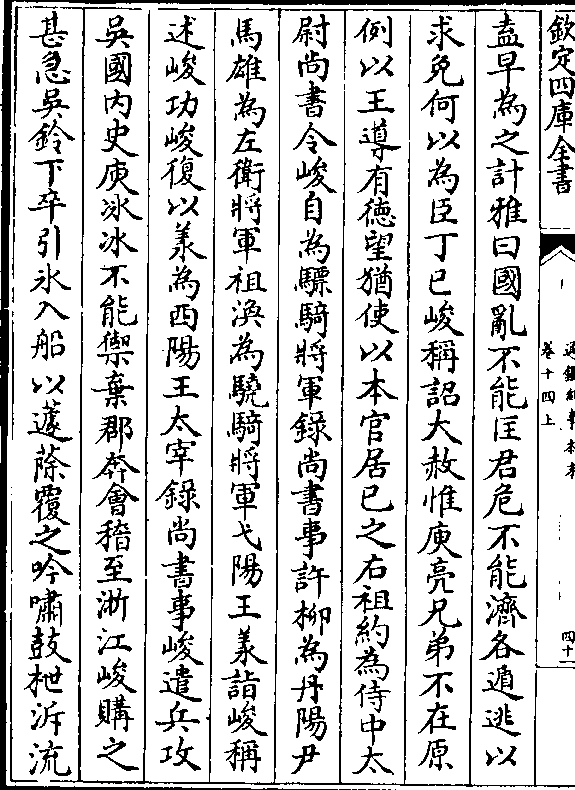 欽定四庫全書
通鑑紀事本末
卷十四上
四十一
盍早為之計雅曰國亂不能匡君危不能濟各遁逃以
求免何以為臣丁巳峻稱詔大赦惟庾亮兄弟不在原
例以王導有德望猶使以本官居已之右祖約為侍中太
尉尚書令峻自為驃騎將軍錄尚書事許柳為丹陽尹
馬雄為左衛將軍祖渙為驍騎將軍弋陽王羕詣峻稱
述峻功峻復以羕為西陽王太宰錄尚書事峻遣兵攻
吳國內史庾冰冰不能禦棄郡奔會稽至浙江峻購之
甚急吳鈴下卒引冰入船以蘧蒢覆之吟嘯鼓枻泝流